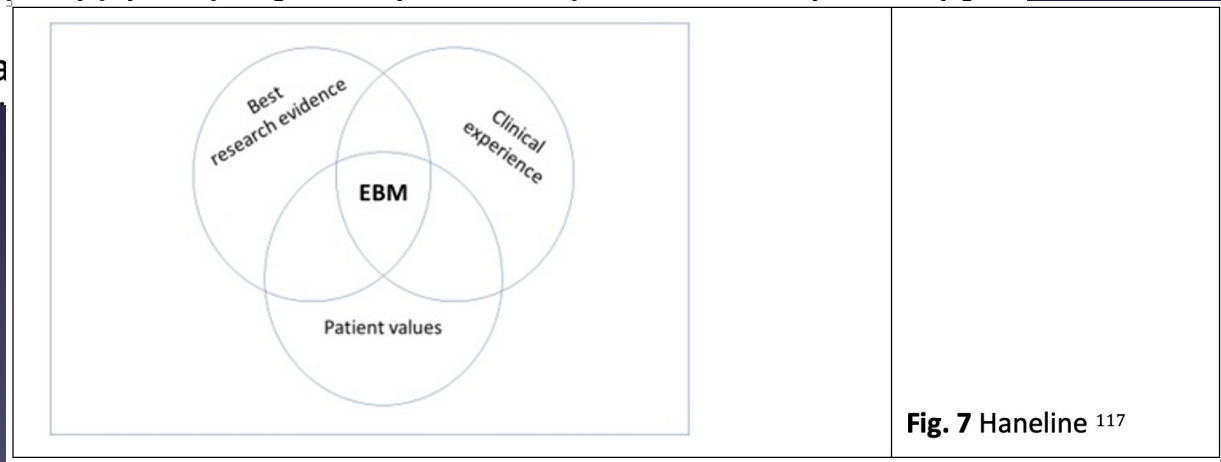 Best
research evidence
Clinical
experience
EBM
Patient values
Fig. 7 Haneline 117